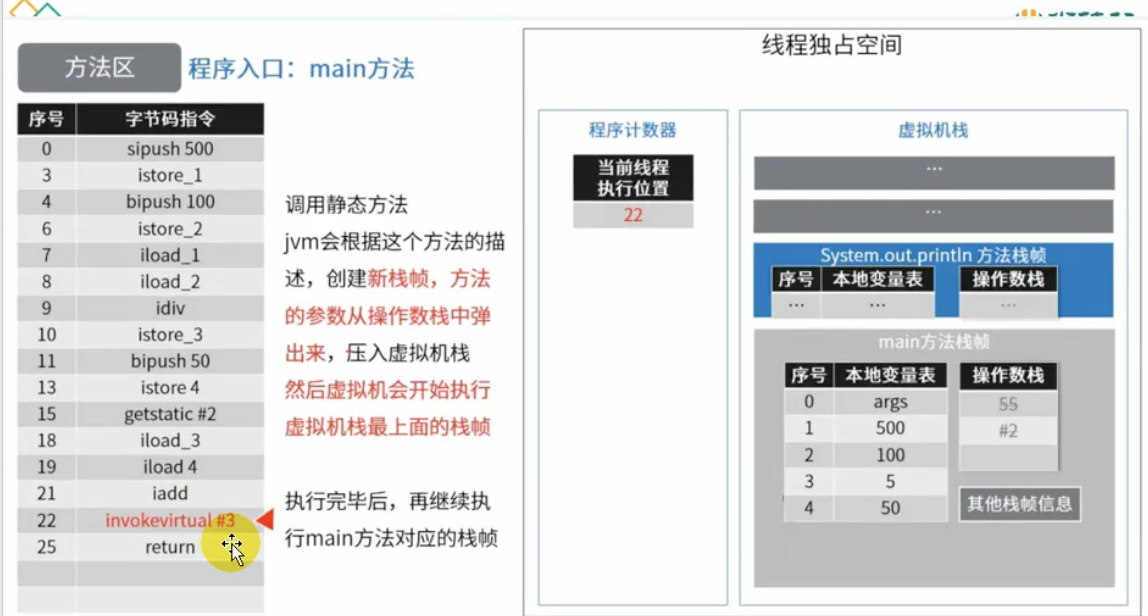 方法区
程序入口：main方法
序号 字节码指令
0 sipush 500
3 istore_1
4 bipush 100
6 istore_2
7 iload_1
8 iload_2
9 idiv
10 istore_3
11 bipush 50
13 istore 4
15 getstatic #2
18 iload_3
19 iload 4
21 iadd
22 invokevirtual #3
25 return
调用静态方法
jvm会根据这个方法的描
述，创建新栈帧，方法
的参数从操作数栈中弹
出来，压入虚拟机栈
然后虚拟机会开始执行
虚拟机栈最上面的栈帧
执行完毕后，再继续执
行main方法对应的栈帧
线程独占空间
程序计数器
当前线程
执行位置
22
虚拟机栈
...
...
System.out.println 方法栈帧
序号 本地变量表 操作数栈
... ... ...
main方法栈帧
序号 本地变量表 操作数栈
0 args 55
1 500 #2
2 100
3 5
4 50
其他栈帧信息